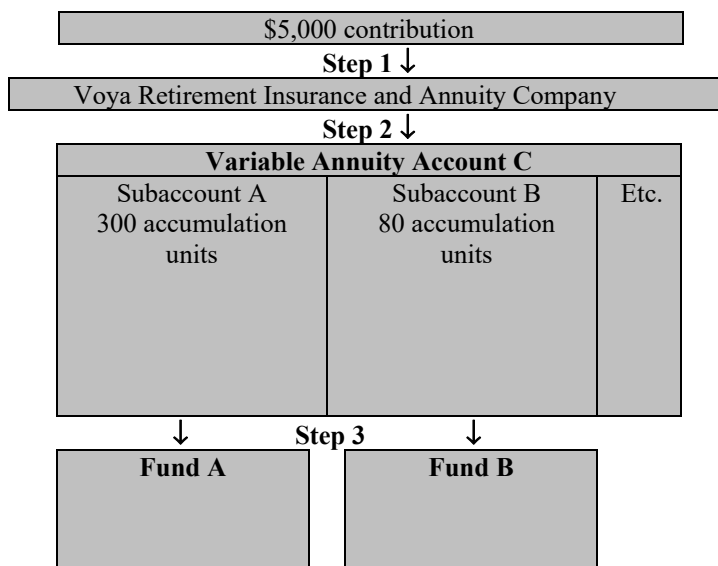 $5,000 contribution
Step 1 ↓
Voya Retirement Insurance and Annuity Company
Step 2 ↓
Variable Annuity Account C
Subaccount A
300 accumulation
units
Subaccount B
80 accumulation
units
Etc.
↓ Step 3 ↓
Fund A
Fund B